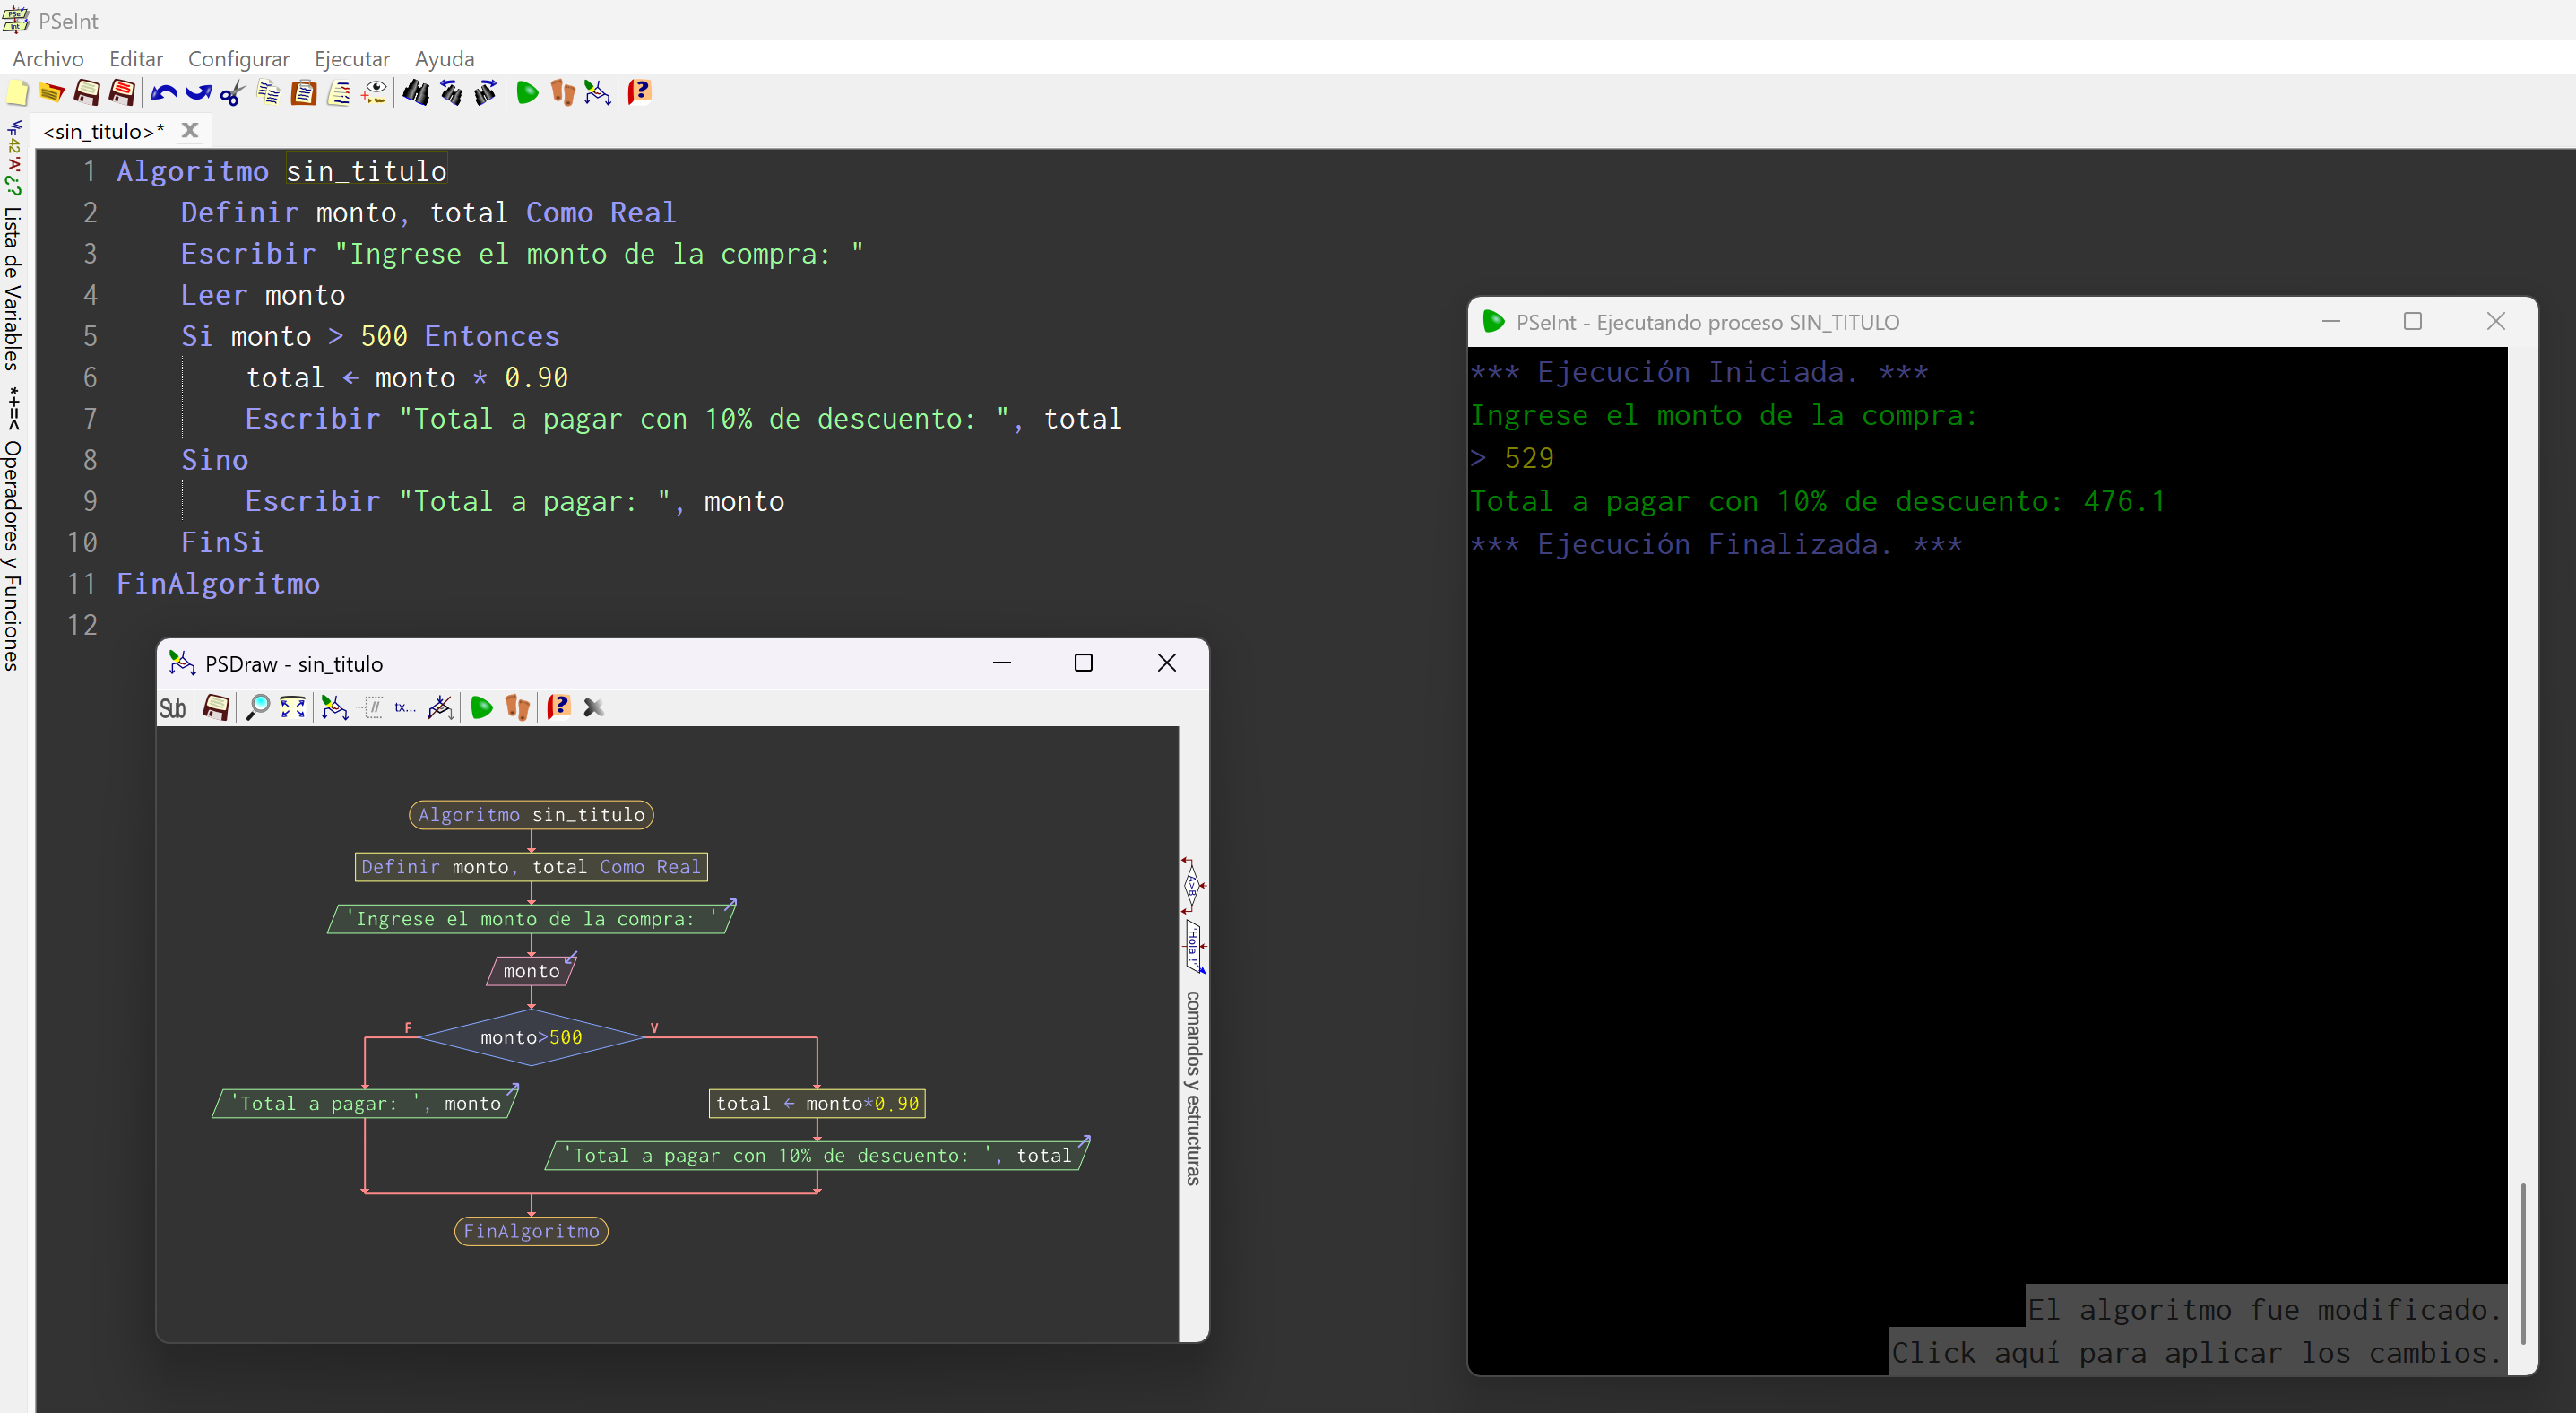 PSeInt
Archivo Editar Configurar Ejecutar Ayuda
<sin_titulo>*
Lista de Variables
*+=< Operadores y Funciones
1 Algoritmo sin_titulo
2 Definir monto, total Como Real
3 Escribir "Ingrese el monto de la compra: "
4 Leer monto
5 Si monto > 500 Entonces
6 total ← monto * 0.90
7 Escribir "Total a pagar con 10% de descuento: ", total
8 Sino
9 Escribir "Total a pagar: ", monto
10 FinSi
11 FinAlgoritmo
12
PSDraw - sin_titulo
Sub
tx...
Algoritmo sin_titulo
Definir monto, total Como Real
'Ingrese el monto de la compra: '
monto
F
monto>500
V
'Total a pagar: ', monto
total ← monto*0.90
'Total a pagar con 10% de descuento: ', total
FinAlgoritmo
A>B
'Hola !'
comandos y estructuras
PSeInt - Ejecutando proceso SIN_TITULO
*** Ejecución Iniciada. ***
Ingrese el monto de la compra:
> 529
Total a pagar con 10% de descuento: 476.1
*** Ejecución Finalizada. ***
El algoritmo fue modificado.
Click aquí para aplicar los cambios.